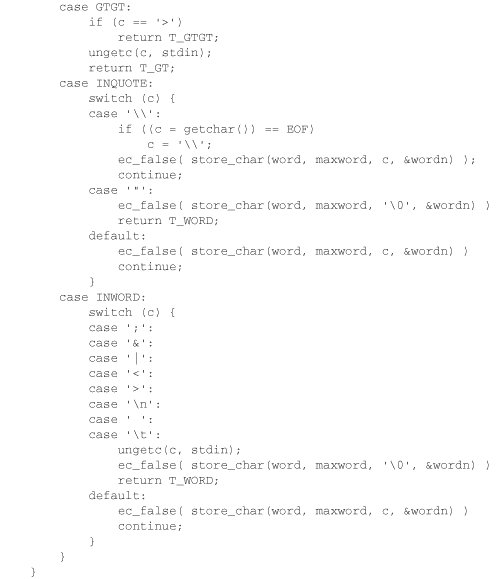 case GTGT:
        if (c == '>')
            return T_GTGT;
        ungetc(c, stdin);
        return T_GT;
    case INQUOTE:
        switch (c) {
        case '\\':
            if ((c = getchar()) == EOF)
                c = '\\';
            ec_false( store_char(word, maxword, c, &wordn) );
            continue;
        case '"':
            ec_false( store_char(word, maxword, '\0', &wordn) )
            return T_WORD;
        default:
            ec_false( store_char(word, maxword, c, &wordn) )
            continue;
        }
    case INWORD:
        switch (c) {
        case ';':
        case '&':
        case '|':
        case '<':
        case '>':
        case '\n':
        case ' ':
        case '\t':
            ungetc(c, stdin);
            ec_false( store_char(word, maxword, '\0', &wordn) )
            return T_WORD;
        default:
            ec_false( store_char(word, maxword, c, &wordn) )
            continue;
        }
    }
}